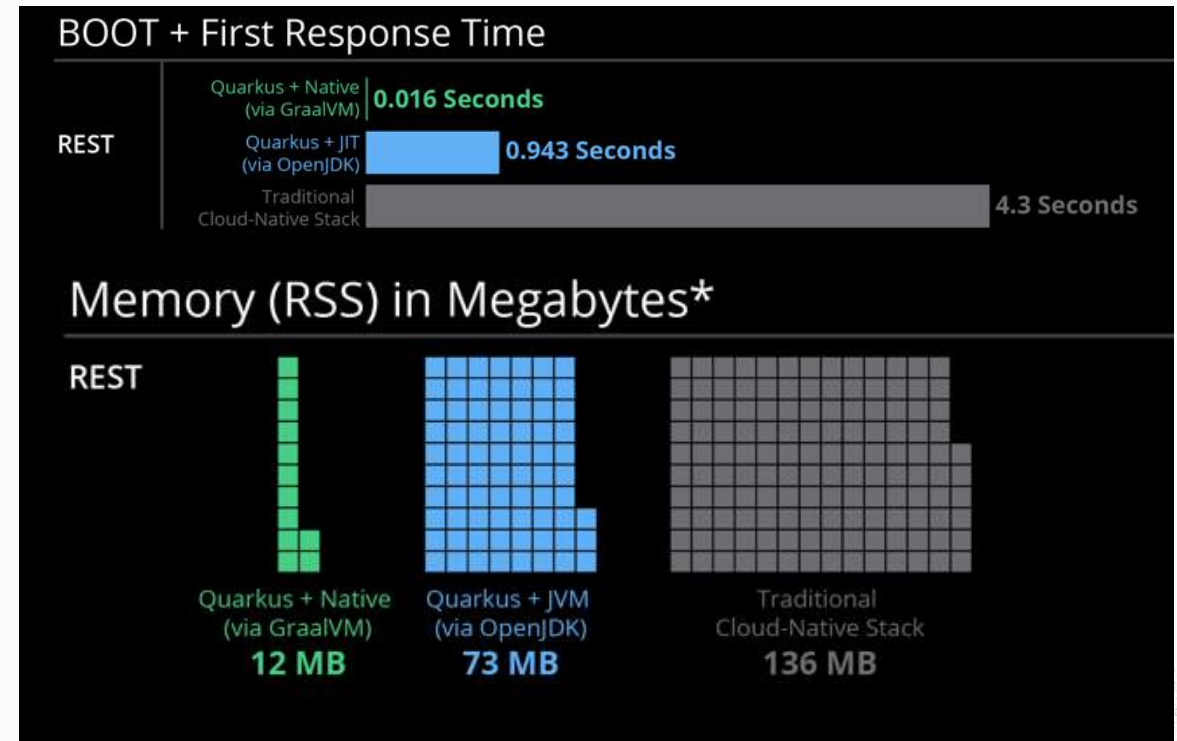 BOOT + First Response Time
REST
Quarkus + Native
(via GraalVM)
0.016 Seconds
Quarkus + JIT
(via OpenJDK)
0.943 Seconds
Traditional
Cloud-Native Stack
4.3 Seconds
Memory (RSS) in Megabytes*
REST
Quarkus + Native
(via GraalVM)
12 MB
Quarkus + JVM
(via OpenJDK)
73 MB
Traditional
Cloud-Native Stack
136 MB